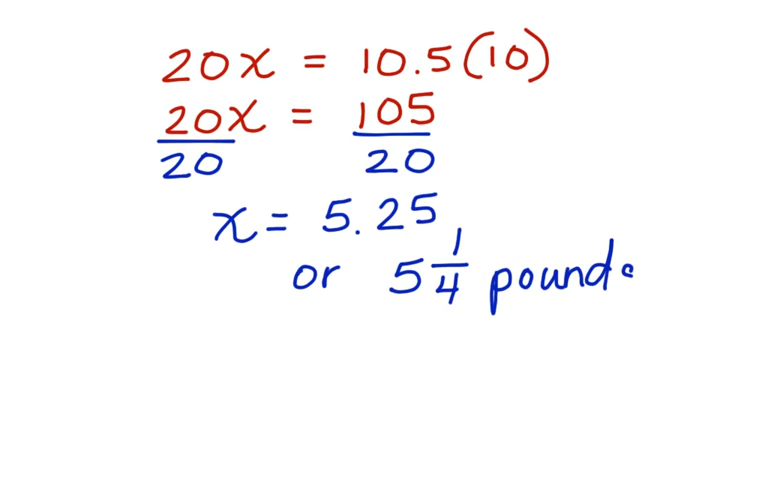 20x = 10.5(10)
20x = 105
20 20
x = 5.25
or 5 1/4 pounds